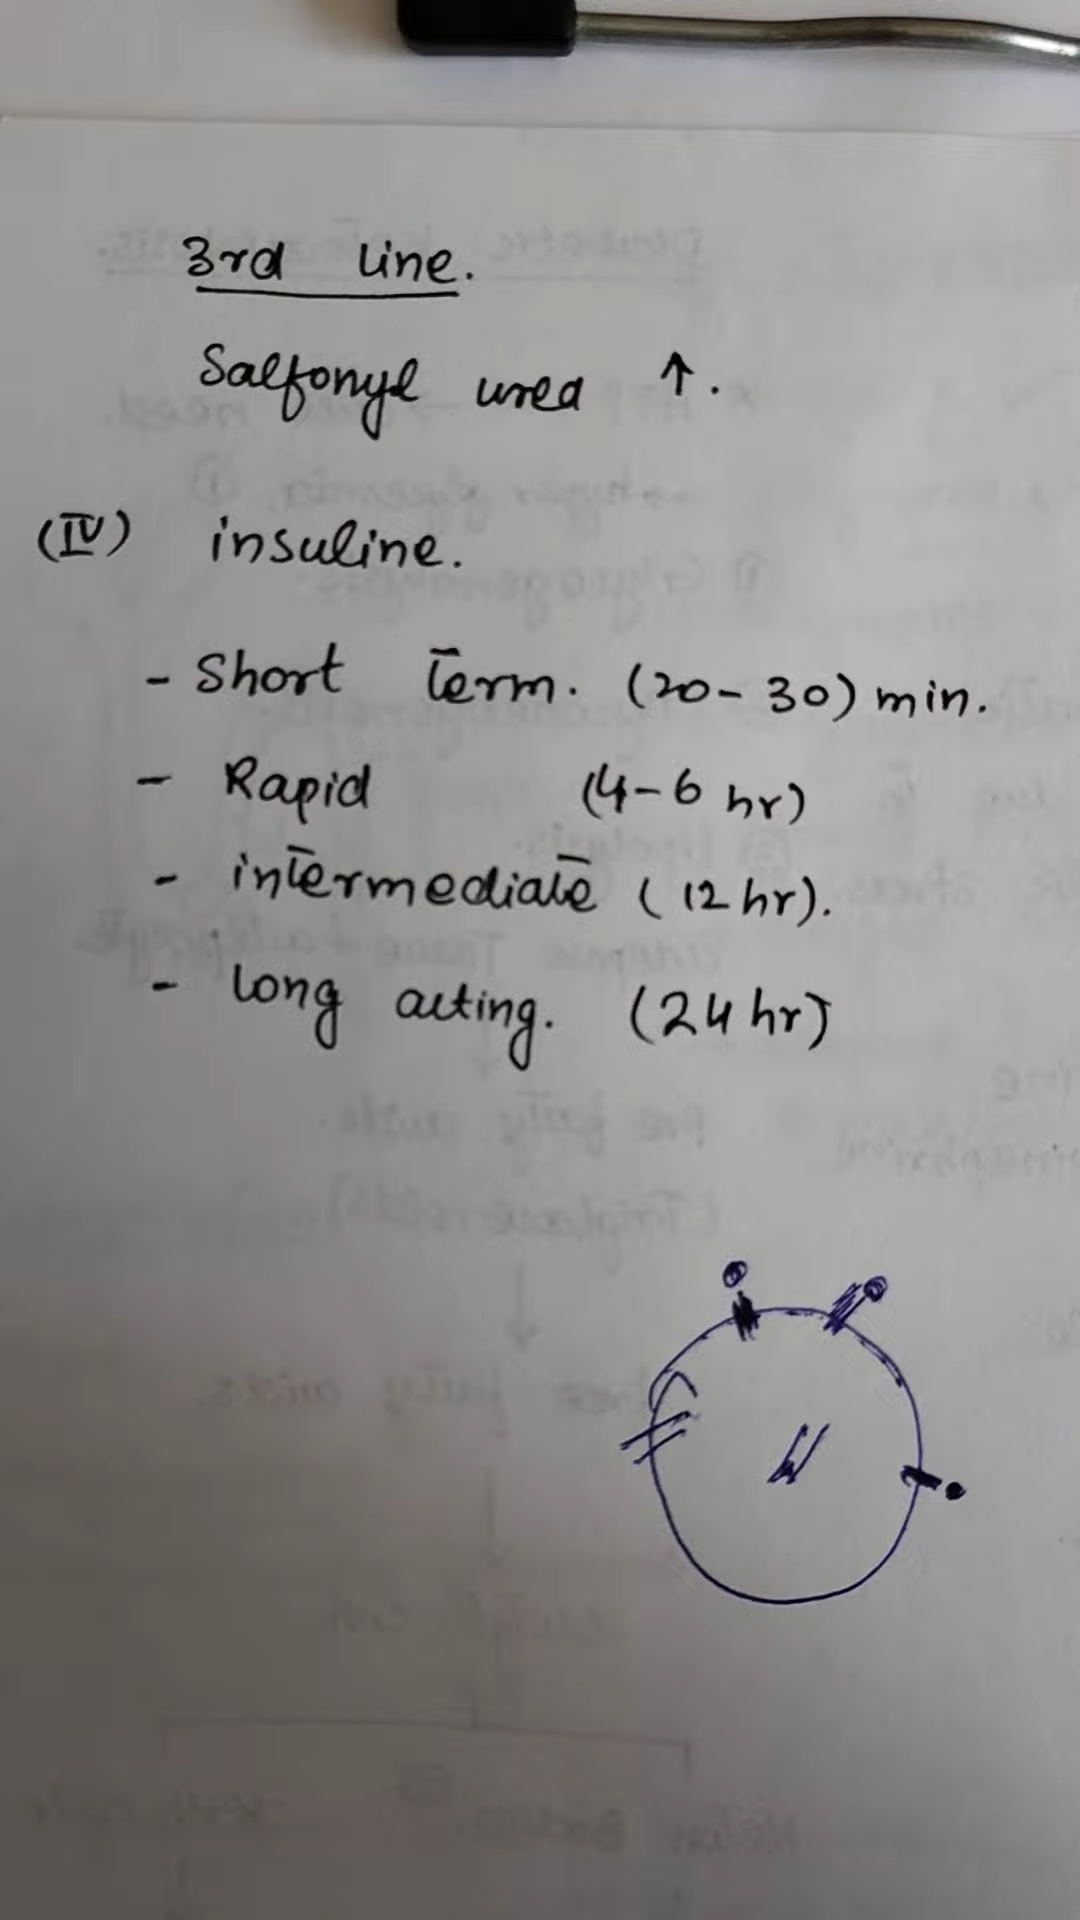 3rd line.
Salfonyl urea ↑.
(IV) insuline.
- Short term. (20-30) min.
- Rapid (4-6 hr)
- intermediate (12 hr).
- long acting. (24 hr)